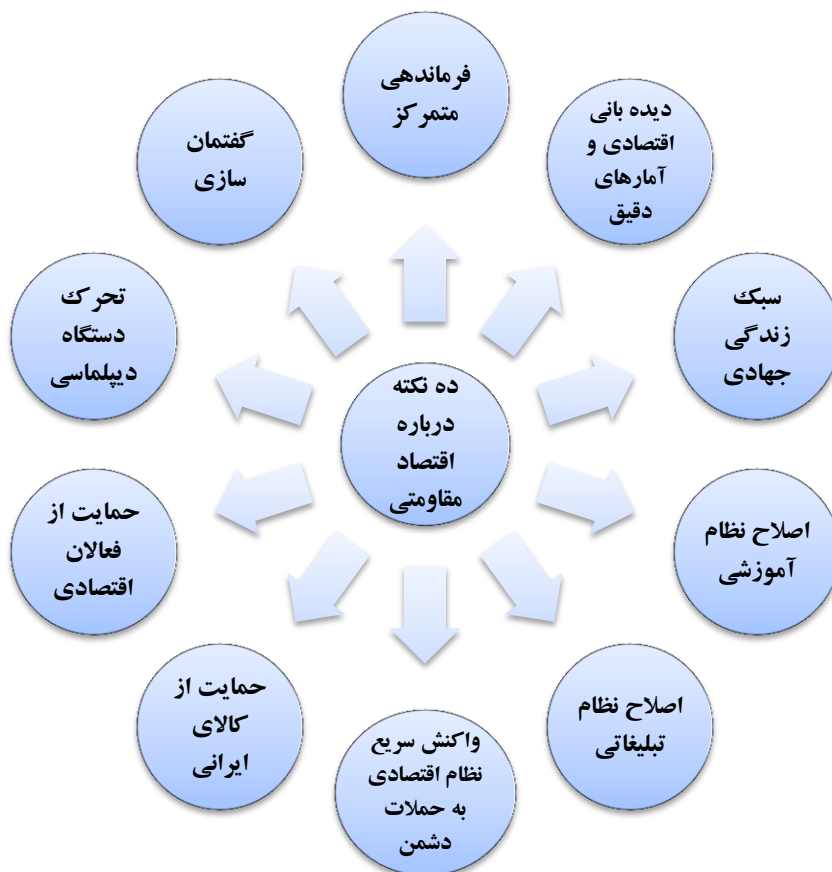 فرماندهی
متمرکز
دیده بانی
اقتصادی و
آمارهای
دقیق
سبک
زندگی
جهادی
اصلاح نظام
آموزشی
اصلاح نظام
تبلیغاتی
واکنش سریع
نظام اقتصادی
به حملات
دشمن
حمایت از
کالای
ایرانی
حمایت از
فعالان
اقتصادی
تحرک
دستگاه
دیپلماسی
گفتمان
سازی
ده نکته
درباره
اقتصاد
مقاومتی